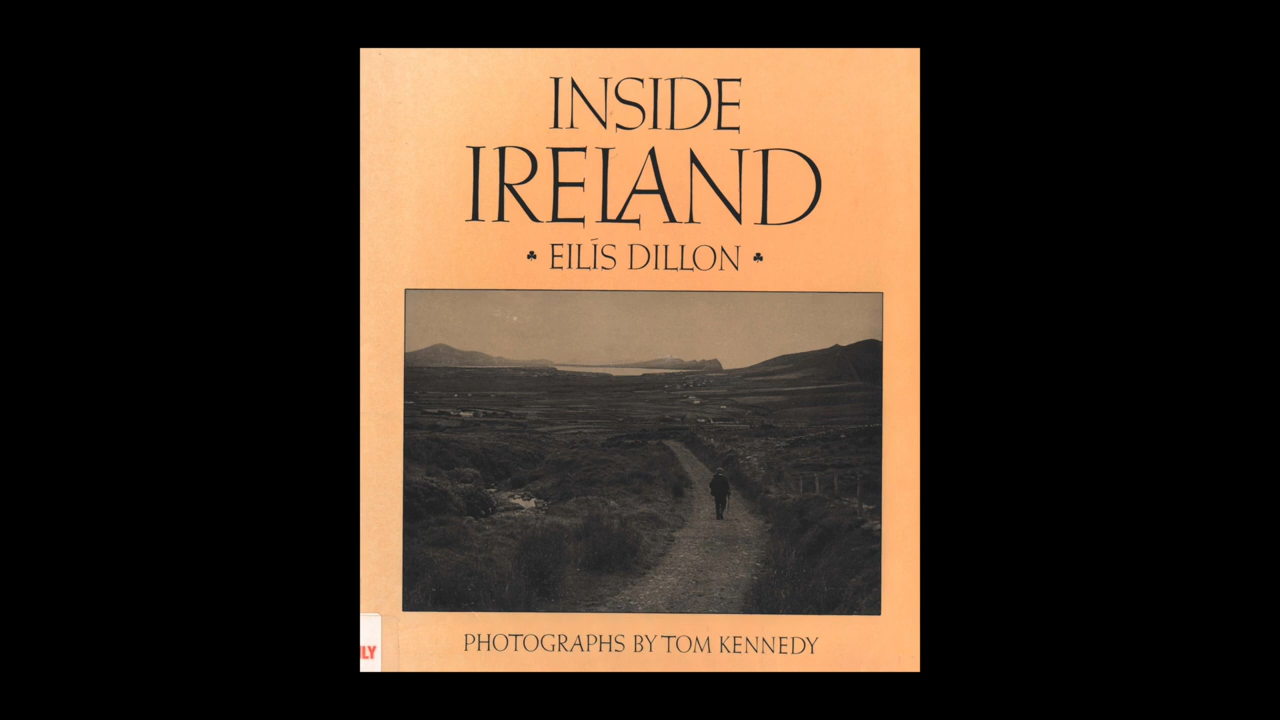 INSIDE
IRELAND
♣ EILÍS DILLON ♣
PHOTOGRAPHS BY TOM KENNEDY